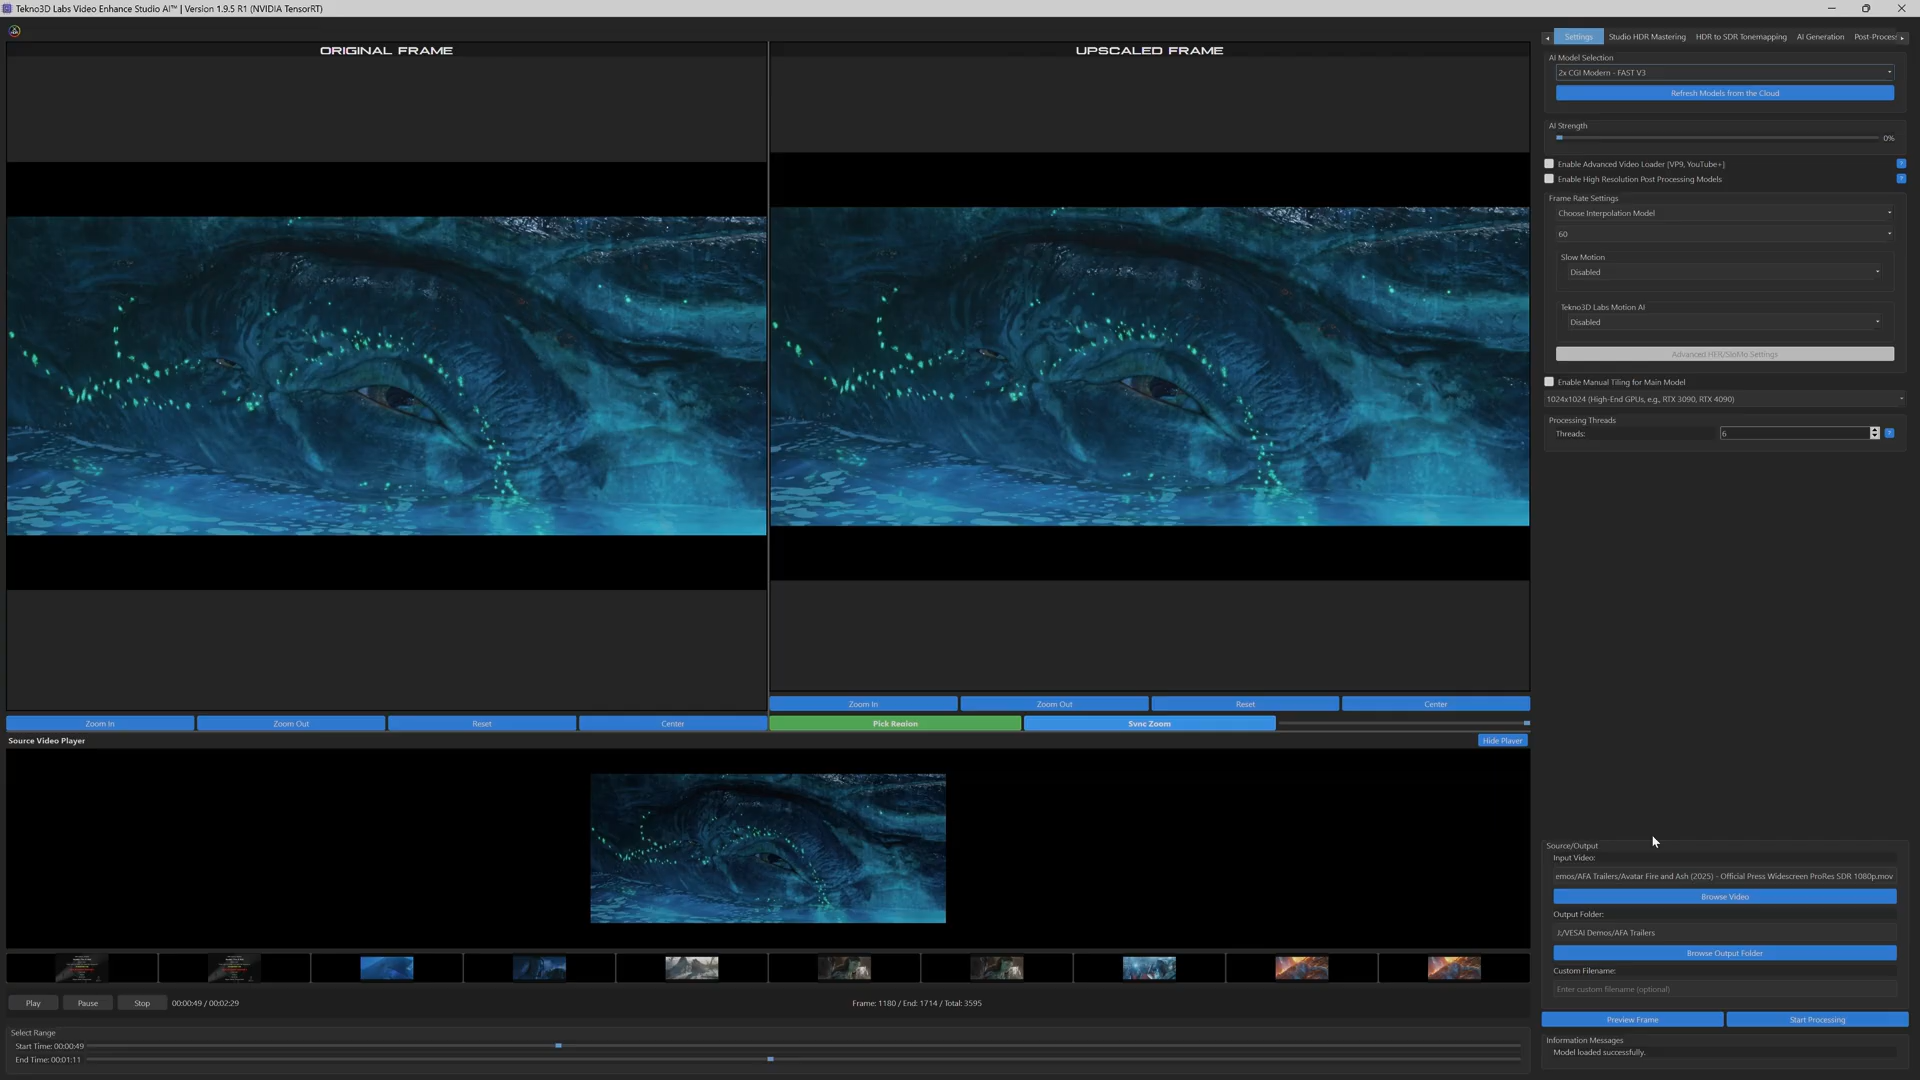 Tekno3D Labs Video Enhance Studio AI™ | Version 1.9.5 R1 (NVIDIA TensorRT)
ORIGINAL FRAME
UPSCALED FRAME
Settings
Studio HDR Mastering
HDR to SDR Tonemapping
AI Generation
Post-Process
AI Model Selection
2x CGI Modern - FAST V3
Refresh Models from the Cloud
AI Strength
0%
Enable Advanced Video Loader [VP9, YouTube+]
?
Enable High Resolution Post Processing Models
?
Frame Rate Settings
Choose Interpolation Model
60
Slow Motion
Disabled
Tekno3D Labs Motion AI
Disabled
Advanced HFR/SloMo Settings
Enable Manual Tiling for Main Model
1024x1024 (High-End GPUs, e.g., RTX 3090, RTX 4090)
Processing Threads
Threads:
6
?
Zoom In
Zoom Out
Reset
Center
Zoom In
Zoom Out
Reset
Center
Pick Region
Sync Zoom
Source Video Player
Hide Player
Play
Pause
Stop
00:00:49 / 00:02:29
Frame: 1180 / End: 1714 / Total: 3595
Select Range
Start Time: 00:00:49
End Time: 00:01:11
Source/Output
Input Video:
emos/AFA Trailers/Avatar Fire and Ash (2025) - Official Press Widescreen ProRes SDR 1080p.mov
Browse Video
Output Folder:
J:/VESAI Demos/AFA Trailers
Browse Output Folder
Custom Filename:
Enter custom filename (optional)
Preview Frame
Start Processing
Information Messages
Model loaded successfully.